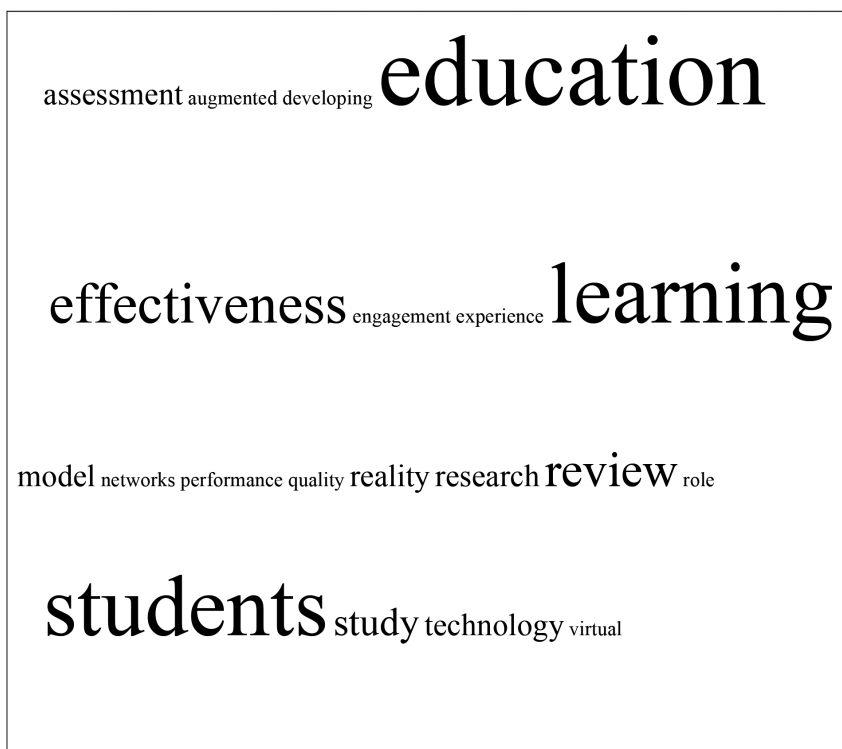 assessment augmented developing education
effectiveness engagement experience learning
model networks performance quality reality research review role
students study technology virtual